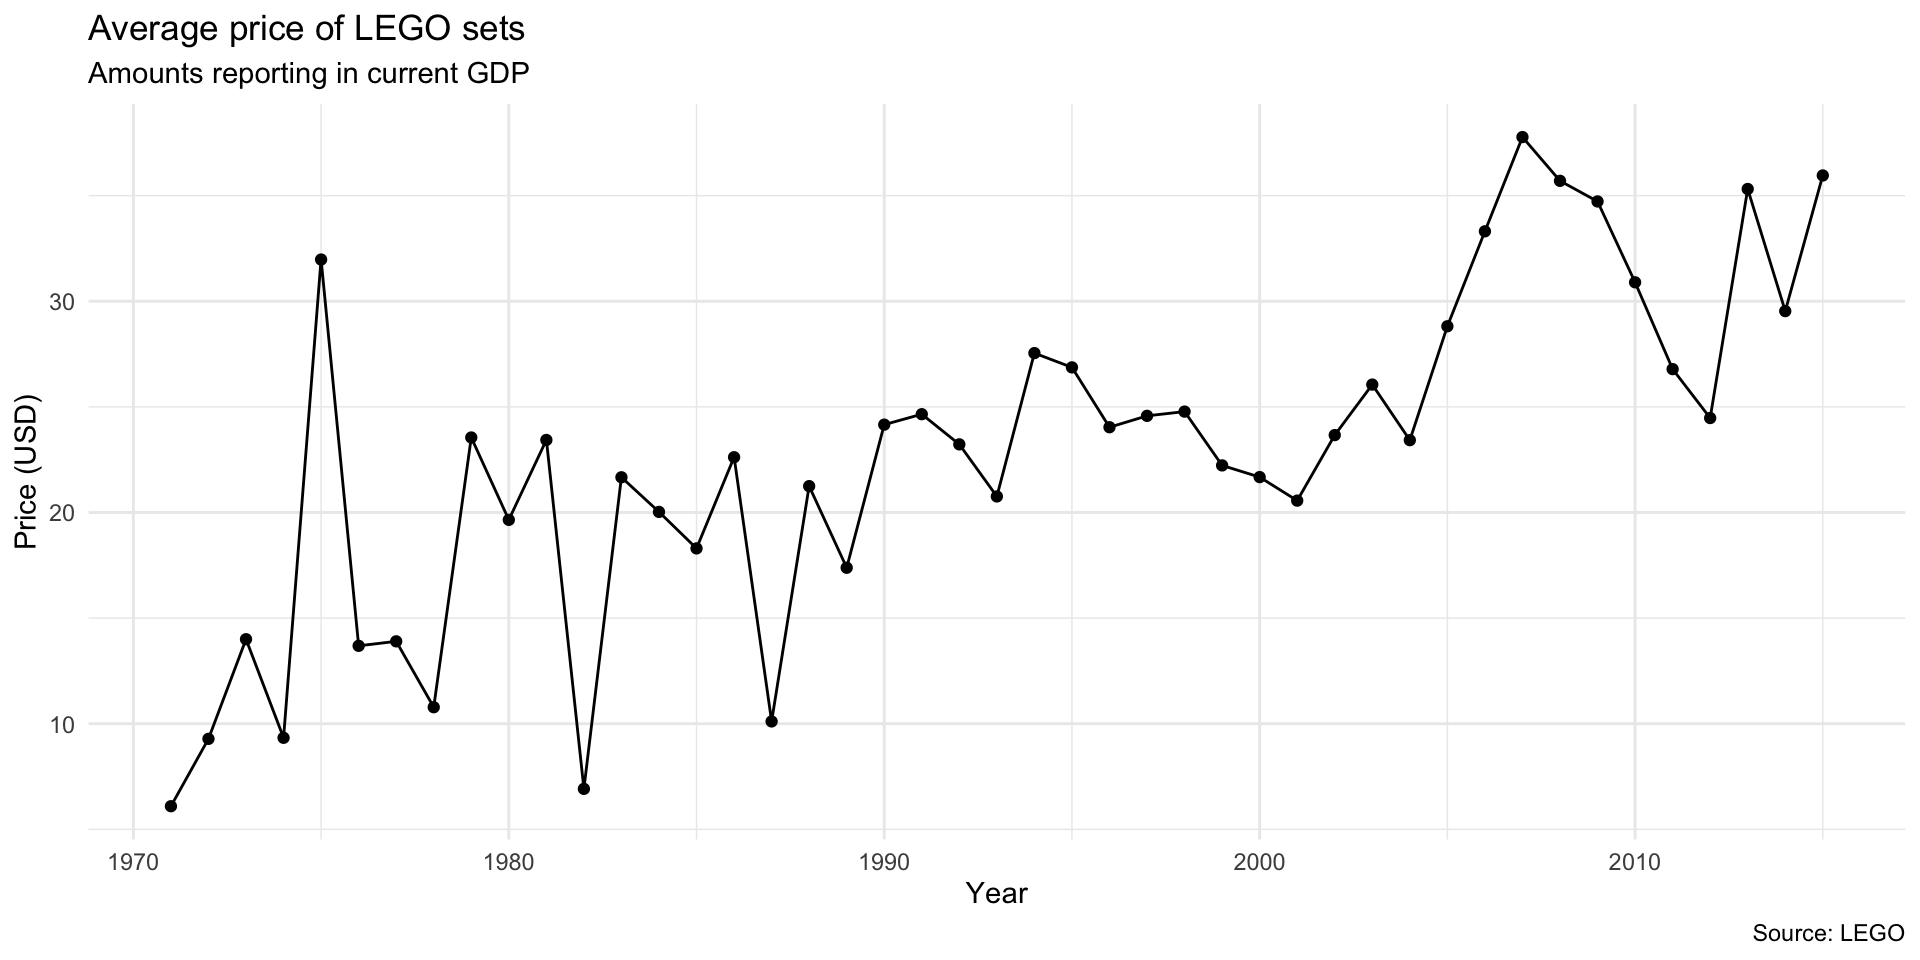 Average price of LEGO sets
Amounts reporting in current GDP
Price (USD)
30
20
10
1970 1980 1990 2000 2010
Year
Source: LEGO